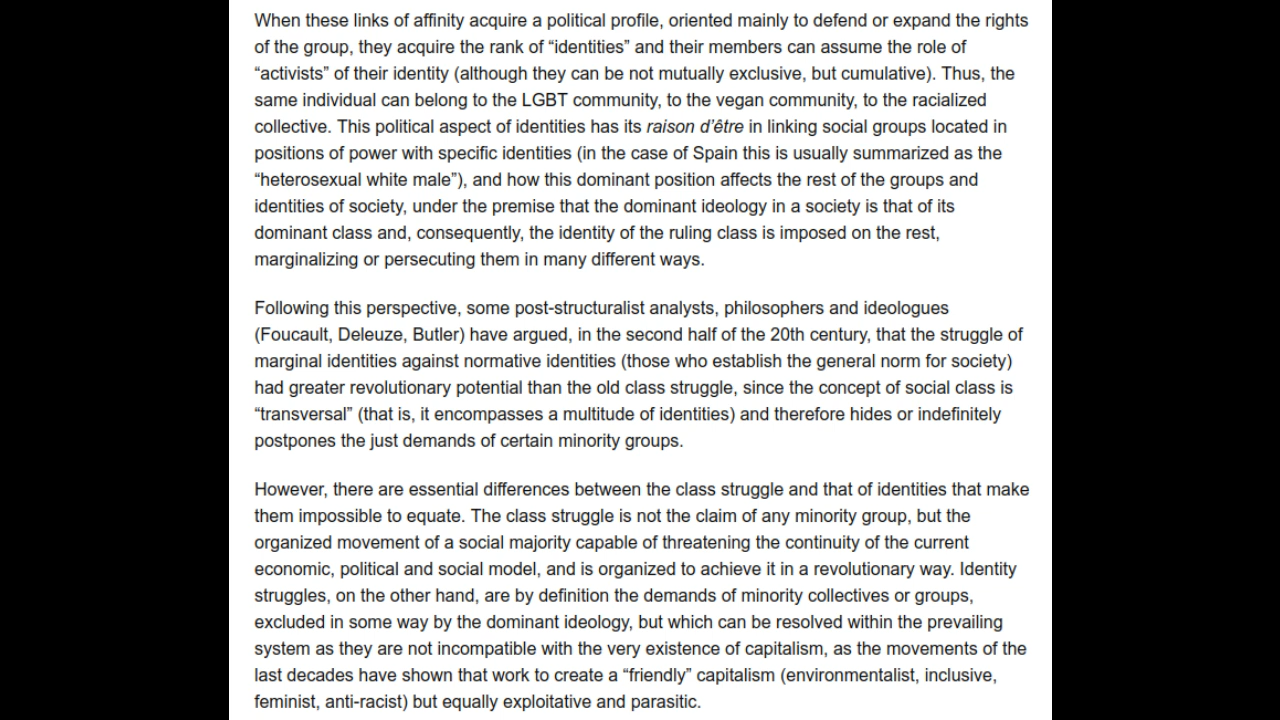 When these links of affinity acquire a political profile, oriented mainly to defend or expand the rights
of the group, they acquire the rank of “identities” and their members can assume the role of
“activists” of their identity (although they can be not mutually exclusive, but cumulative). Thus, the
same individual can belong to the LGBT community, to the vegan community, to the racialized
collective. This political aspect of identities has its raison d’être in linking social groups located in
positions of power with specific identities (in the case of Spain this is usually summarized as the
“heterosexual white male”), and how this dominant position affects the rest of the groups and
identities of society, under the premise that the dominant ideology in a society is that of its
dominant class and, consequently, the identity of the ruling class is imposed on the rest,
marginalizing or persecuting them in many different ways.
Following this perspective, some post-structuralist analysts, philosophers and ideologues
(Foucault, Deleuze, Butler) have argued, in the second half of the 20th century, that the struggle of
marginal identities against normative identities (those who establish the general norm for society)
had greater revolutionary potential than the old class struggle, since the concept of social class is
“transversal” (that is, it encompasses a multitude of identities) and therefore hides or indefinitely
postpones the just demands of certain minority groups.
However, there are essential differences between the class struggle and that of identities that make
them impossible to equate. The class struggle is not the claim of any minority group, but the
organized movement of a social majority capable of threatening the continuity of the current
economic, political and social model, and is organized to achieve it in a revolutionary way. Identity
struggles, on the other hand, are by definition the demands of minority collectives or groups,
excluded in some way by the dominant ideology, but which can be resolved within the prevailing
system as they are not incompatible with the very existence of capitalism, as the movements of the
last decades have shown that work to create a “friendly” capitalism (environmentalist, inclusive,
feminist, anti-racist) but equally exploitative and parasitic.